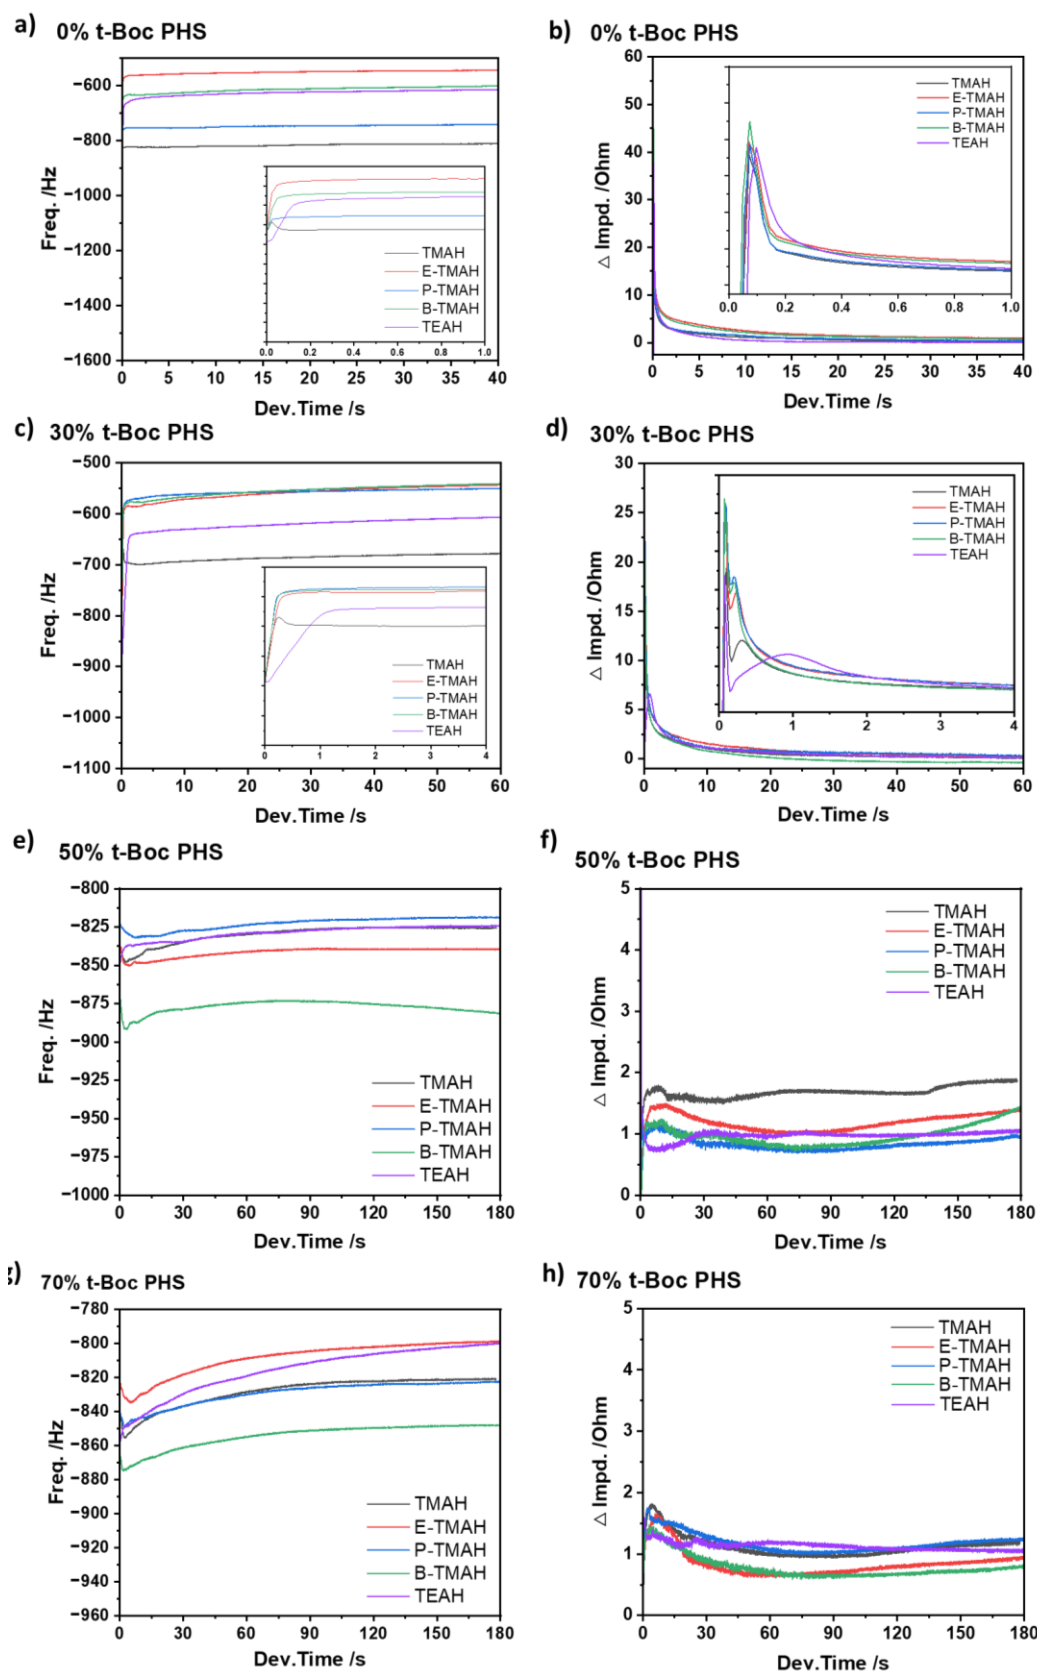 a) 0% t-Boc PHS
−600
−800
−1000
−1200
−1400
−1600
Freq. /Hz
0 5 10 15 20 25 30 35 40
Dev.Time /s
TMAH
E-TMAH
P-TMAH
B-TMAH
TEAH
0.0 0.2 0.4 0.6 0.8 1.0
b) 0% t-Boc PHS
60
50
40
30
20
10
0
△ Impd. /Ohm
0 5 10 15 20 25 30 35 40
Dev.Time /s
TMAH
E-TMAH
P-TMAH
B-TMAH
TEAH
0.0 0.2 0.4 0.6 0.8 1.0
c) 30% t-Boc PHS
−500
−600
−700
−800
−900
−1000
−1100
Freq. /Hz
0 5 10 15 20 25 30 35 40 45 50 55 60
Dev.Time /s
TMAH
E-TMAH
P-TMAH
B-TMAH
TEAH
0 1 2 3 4
d) 30% t-Boc PHS
30
25
20
15
10
5
0
△ Impd. /Ohm
0 10 20 30 40 50 60
Dev.Time /s
TMAH
E-TMAH
P-TMAH
B-TMAH
TEAH
0 1 2 3 4
e) 50% t-Boc PHS
−800
−825
−850
−875
−900
−925
−950
−975
−1000
Freq. /Hz
0 30 60 90 120 150 180
Dev.Time /s
TMAH
E-TMAH
P-TMAH
B-TMAH
TEAH
f) 50% t-Boc PHS
5
4
3
2
1
0
△ Impd. /Ohm
0 30 60 90 120 150 180
Dev.Time /s
TMAH
E-TMAH
P-TMAH
B-TMAH
TEAH
g) 70% t-Boc PHS
−780
−800
−820
−840
−860
−880
−900
−920
−940
−960
Freq. /Hz
0 30 60 90 120 150 180
Dev.Time /s
TMAH
E-TMAH
P-TMAH
B-TMAH
TEAH
h) 70% t-Boc PHS
5
4
3
2
1
0
△ Impd. /Ohm
0 30 60 90 120 150 180
Dev.Time /s
TMAH
E-TMAH
P-TMAH
B-TMAH
TEAH